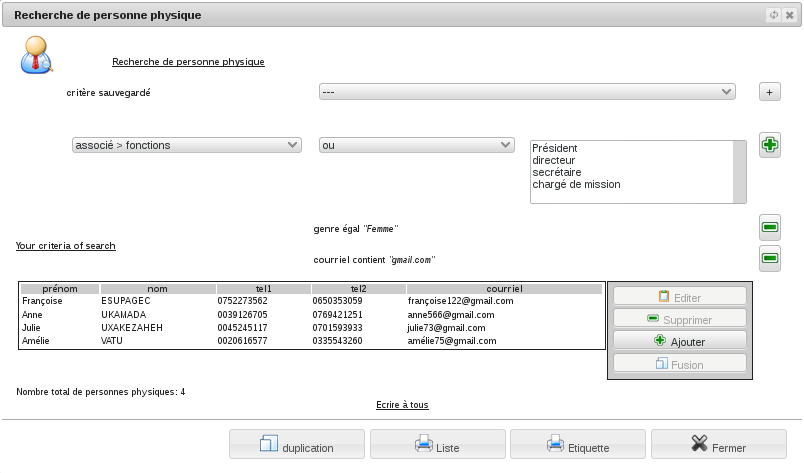 Recherche de personne physique
Recherche de personne physique
critère sauvegardé
---
+
associé > fonctions
ou
Président
directeur
secrétaire
chargé de mission
genre égal "Femme"
Your criteria of search
courriel contient "gmail.com"
prénom nom tel1 tel2 courriel
Françoise ESUPAGEC 0752273562 0650353059 françoise122@gmail.com
Anne UKAMADA 0039126705 0769421251 anne566@gmail.com
Julie UXAKEZAHEH 0045245117 0701593933 julie73@gmail.com
Amélie VATU 0020616577 0335543260 amélie75@gmail.com
Editer
Supprimer
Ajouter
Fusion
Nombre total de personnes physiques: 4
Ecrire à tous
duplication Liste Etiquette Fermer